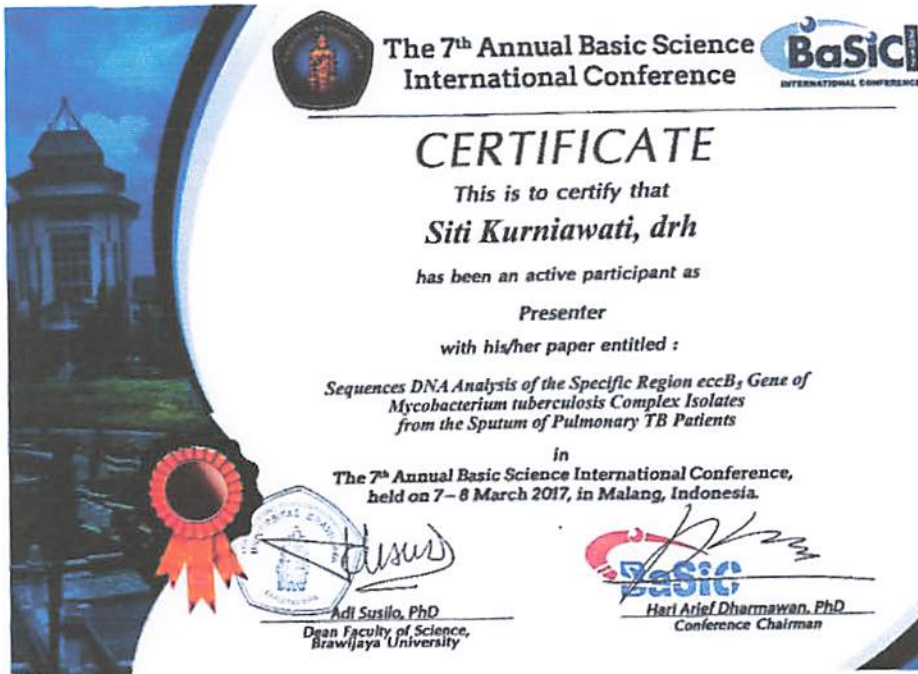 The 7th Annual Basic Science
International Conference
BaSiC
INTERNATIONAL CONFERENCE
CERTIFICATE
This is to certify that
Siti Kurniawati, drh
has been an active participant as
Presenter
with his/her paper entitled :
Sequences DNA Analysis of the Specific Region eccB5 Gene of
Mycobacterium tuberculosis Complex Isolates
from the Sputum of Pulmonary TB Patients
in
The 7th Annual Basic Science International Conference,
held on 7–8 March 2017, in Malang, Indonesia.
BaSiC
Adi Susilo, PhD
Dean Faculty of Science,
Brawijaya University
Hari Arief Dharmawan, PhD
Conference Chairman